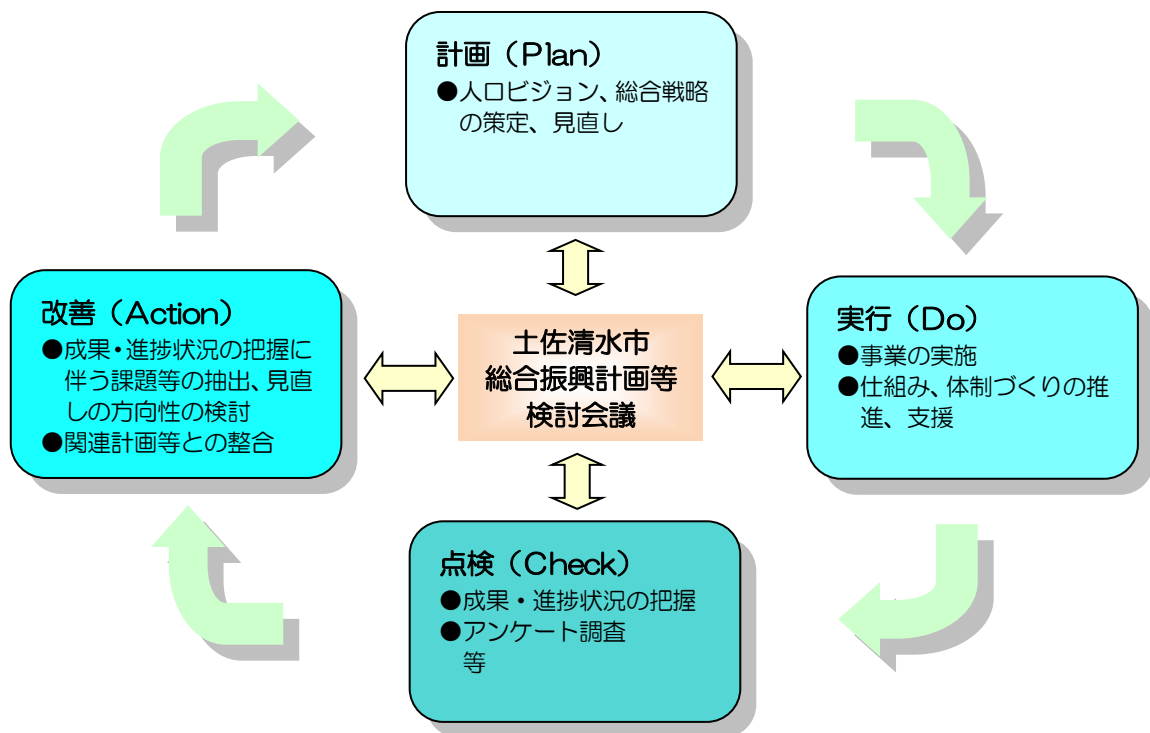 計画（Plan）
●人口ビジョン、総合戦略
の策定、見直し
改善（Action）
●成果・進捗状況の把握に
伴う課題等の抽出、見直
しの方向性の検討
●関連計画等との整合
土佐清水市
総合振興計画等
検討会議
実行（Do）
●事業の実施
●仕組み、体制づくりの推
進、支援
点検（Check）
●成果・進捗状況の把握
●アンケート調査
等